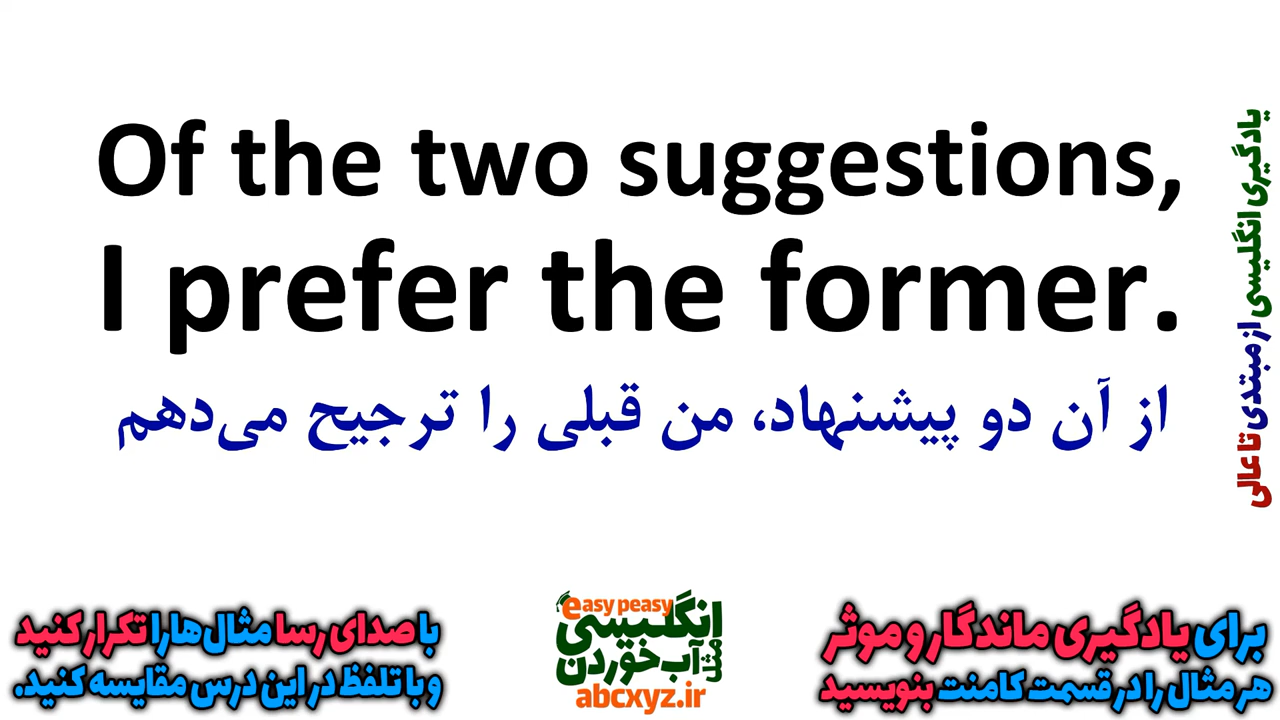 Of the two suggestions,
I prefer the former.
از آن دو پیشنهاد، من قبلی را ترجیح می‌دهم
یادگیری انگلیسی از مبتدی تا عالی
برای یادگیری ماندگار و موثر
هر مثال را در قسمت کامنت بنویسید
easy peasy
انگلیسی
مثل آب خوردن
abcxyz.ir
با صدای رسا مثال‌ها را تکرار کنید
و با تلفظ در این درس مقایسه کنید.